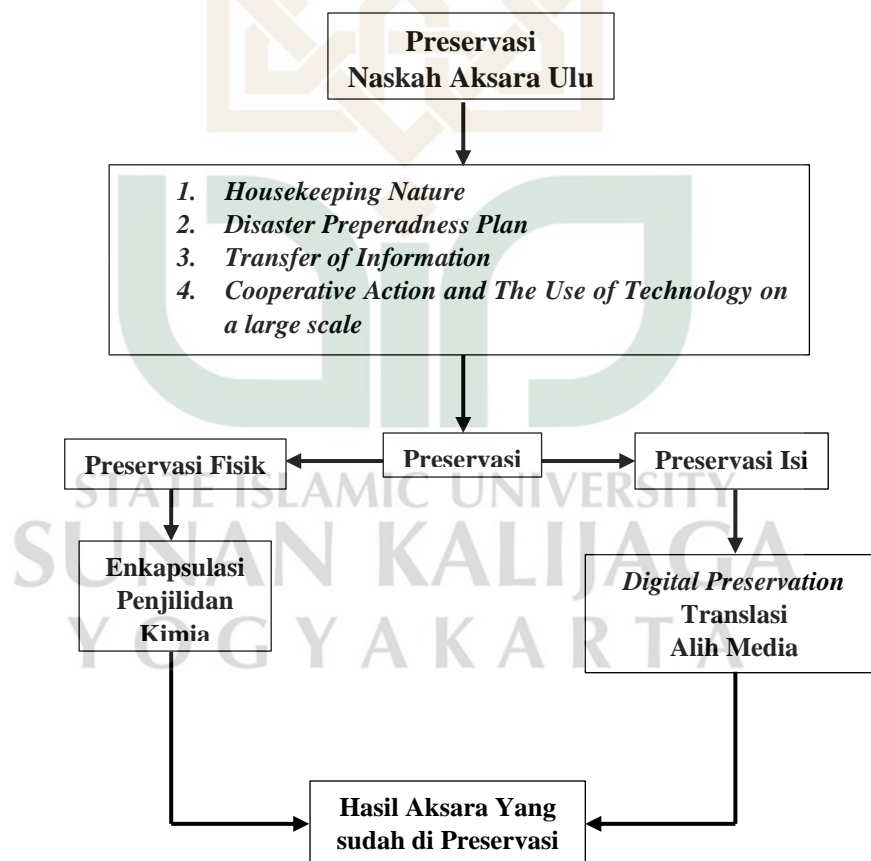 Preservasi
Naskah Aksara Ulu
1. Housekeeping Nature
2. Disaster Preperadness Plan
3. Transfer of Information
4. Cooperative Action and The Use of Technology on
a large scale
Preservasi Fisik
Preservasi
Preservasi Isi
STATE ISLAMIC UNIVERSITY
SUNAN KALIJAGA
YOGYAKARTA
Enkapsulasi
Penjilidan
Kimia
Digital Preservation
Translasi
Alih Media
Hasil Aksara Yang
sudah di Preservasi